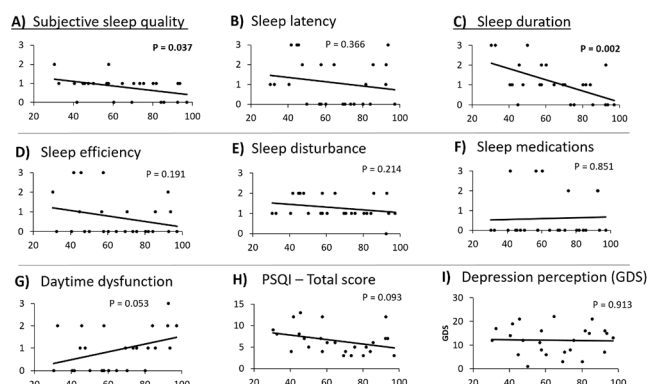 A) Subjective sleep quality
P = 0.037
3
2
1
0
20 40 60 80 100
B) Sleep latency
P = 0.366
3
2
1
0
20 40 60 80 100
C) Sleep duration
P = 0.002
3
2
1
0
20 40 60 80 100
D) Sleep efficiency
P = 0.191
3
2
1
0
20 40 60 80 100
E) Sleep disturbance
P = 0.214
3
2
1
0
20 40 60 80 100
F) Sleep medications
P = 0.851
3
2
1
0
20 40 60 80 100
G) Daytime dysfunction
P = 0.053
3
2
1
0
20 40 60 80 100
H) PSQI – Total score
P = 0.093
15
10
5
0
20 40 60 80 100
I) Depression perception (GDS)
P = 0.913
GDS
30
20
10
0
20 40 60 80 100